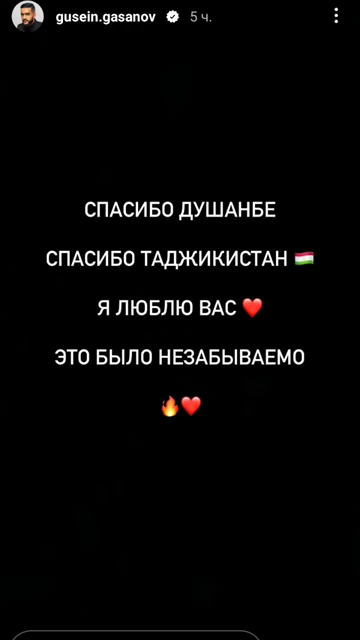 gusein.gasanov 5 ч.
СПАСИБО ДУШАНБЕ
СПАСИБО ТАДЖИКИСТАН 🇹🇯
Я ЛЮБЛЮ ВАС ❤️
ЭТО БЫЛО НЕЗАБЫВАЕМО
🔥❤️